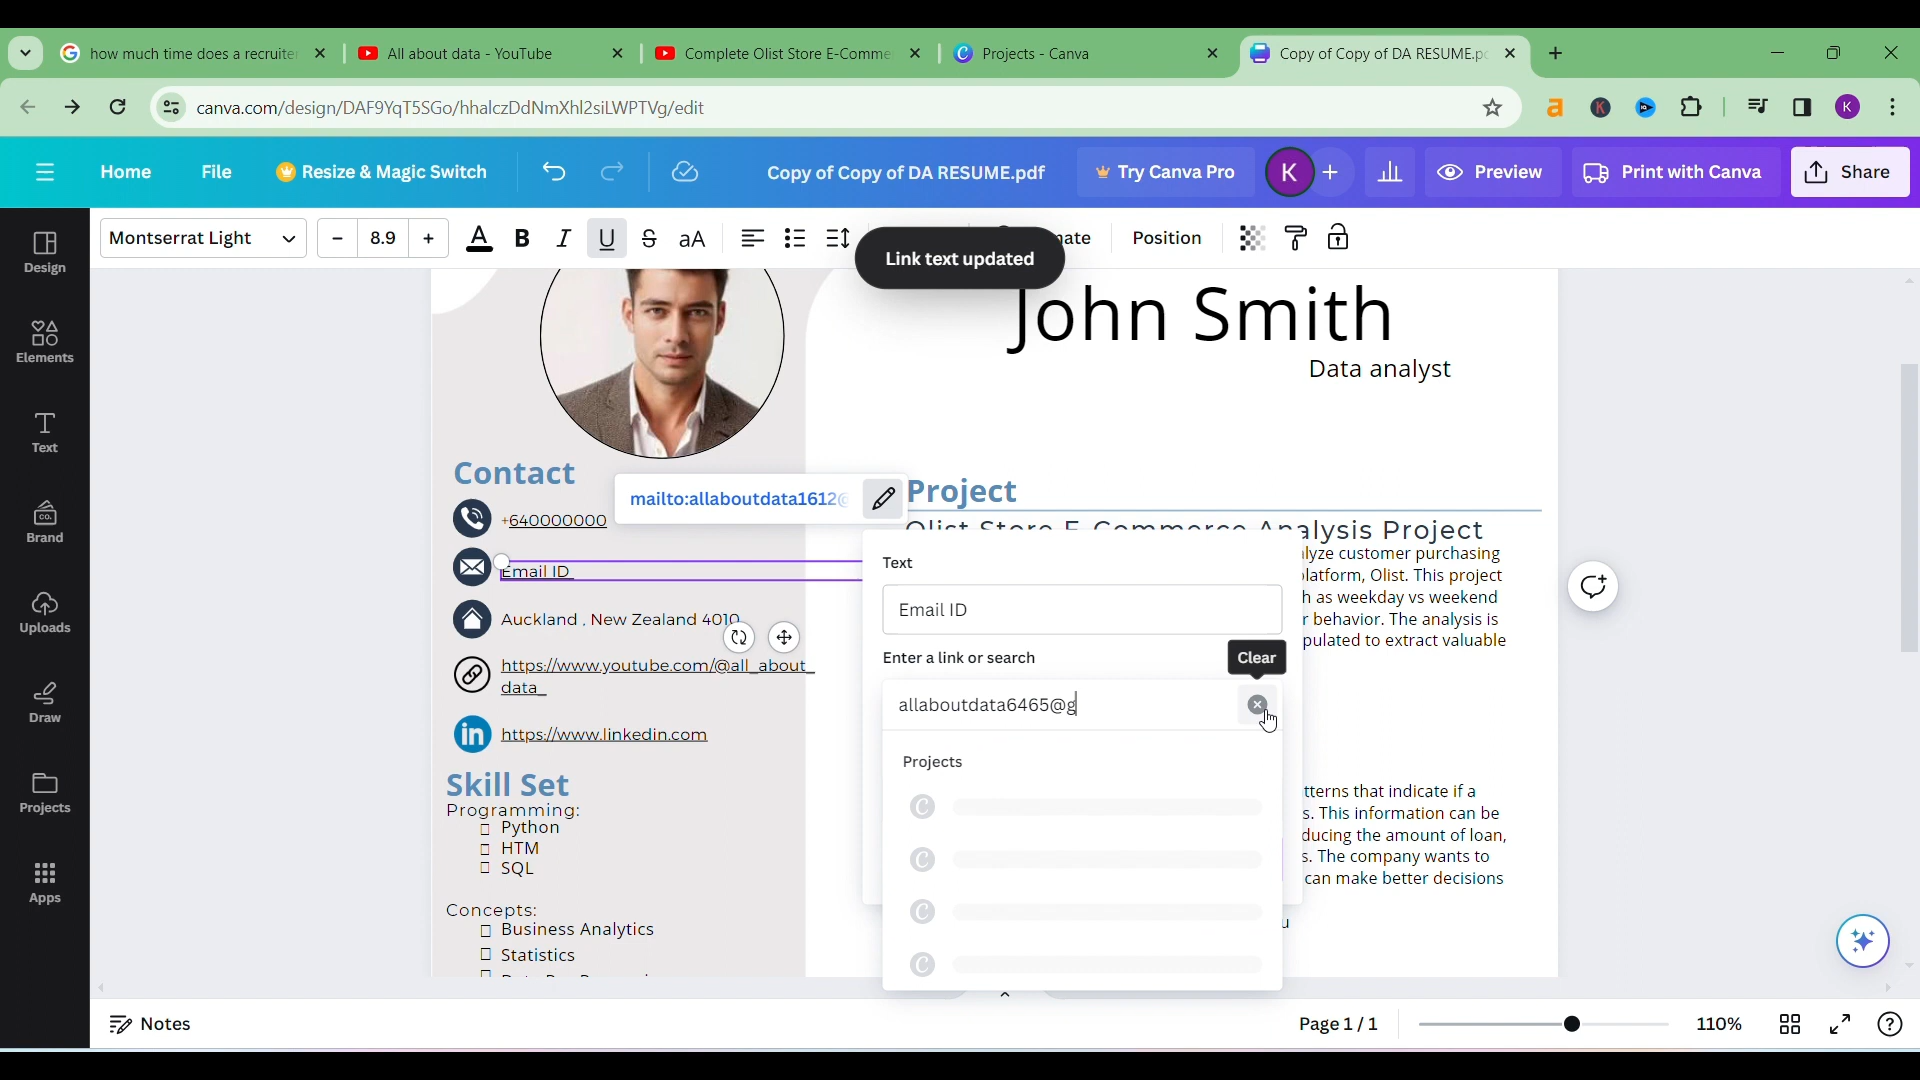 how much time does a recruiter
All about data - YouTube
Complete Olist Store E-Comme
Projects - Canva
Copy of Copy of DA RESUME.pd
canva.com/design/DAF9YqT5SGo/hhalczDdNmXhl2siLWPTVg/edit
K
Home
File
Resize & Magic Switch
Copy of Copy of DA RESUME.pdf
Try Canva Pro
K
Preview
Print with Canva
Share
Montserrat Light
- 8.9 +
A B I U S aA
mate
Position
Link text updated
Design
Elements
Text
Brand
Uploads
Draw
Projects
Apps
John Smith
Data analyst
Contact
mailto:allaboutdata1612@
+640000000
Email ID
Auckland , New Zealand 4010
https://www.youtube.com/@all_about_
data_
https://www.linkedin.com
Skill Set
Programming:
Python
HTM
SQL
Concepts:
Business Analytics
Statistics
Project
Olist Store E-Commerce Analysis Project
lyze customer purchasing
latform, Olist. This project
h as weekday vs weekend
r behavior. The analysis is
pulated to extract valuable
Text
Email ID
Enter a link or search
Clear
allaboutdata6465@g
Projects
tterns that indicate if a
s. This information can be
ducing the amount of loan,
s. The company wants to
can make better decisions
u
Notes
Page 1 / 1
110%